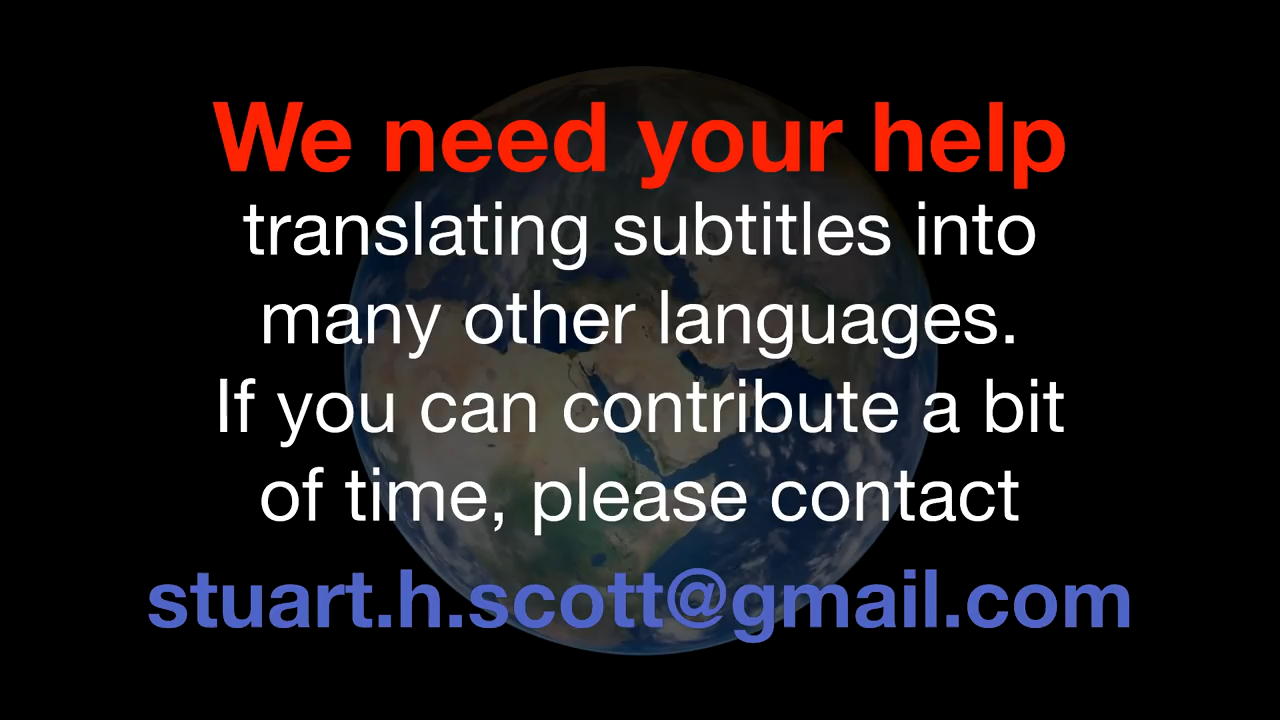 We need your help
translating subtitles into
many other languages.
If you can contribute a bit
of time, please contact
stuart.h.scott@gmail.com